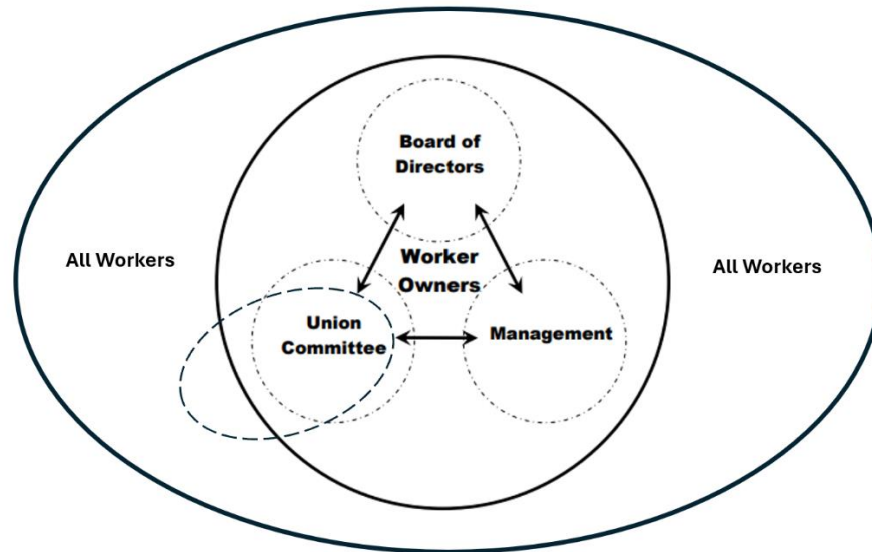 Board of
Directors
All Workers
Worker
Owners
All Workers
Union
Committee
Management